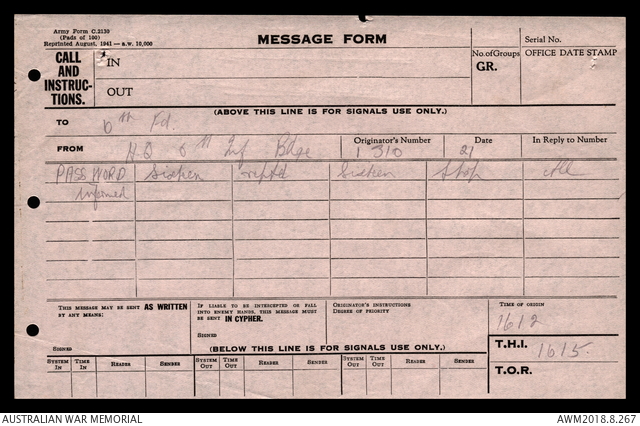 Army Form C.2130
(Pads of 100)
Reprinted August, 1941—A.W. 10,000
MESSAGE FORM
Serial No.
CALL AND INSTRUCTIONS.
IN
OUT
No. of Groups
GR.
OFFICE DATE STAMP
(ABOVE THIS LINE IS FOR SIGNALS USE ONLY.)
TO 6th Fd.
FROM H.Q 6th Inf Bdge
Originator's Number
310
Date
21
In Reply to Number
PASS WORD Sixpen Sixpen Stop All
informed
THIS MESSAGE MAY BE SENT AS WRITTEN BY ANY MEANS:
SIGNED
IF LIABLE TO BE INTERCEPTED OR FALL INTO ENEMY HANDS, THIS MESSAGE MUST BE SENT IN CYPHER.
SIGNED
ORIGINATOR'S INSTRUCTIONS
DEGREE OF PRIORITY
TIME OF ORIGIN
1612
T.H.I. 1615.
T.O.R.
(BELOW THIS LINE IS FOR SIGNALS USE ONLY.)
SYSTEM IN TIME IN READER SENDER SYSTEM OUT TIME OUT READER SENDER SYSTEM OUT TIME OUT READER SENDER
AUSTRALIAN WAR MEMORIAL
AWM2018.8.267